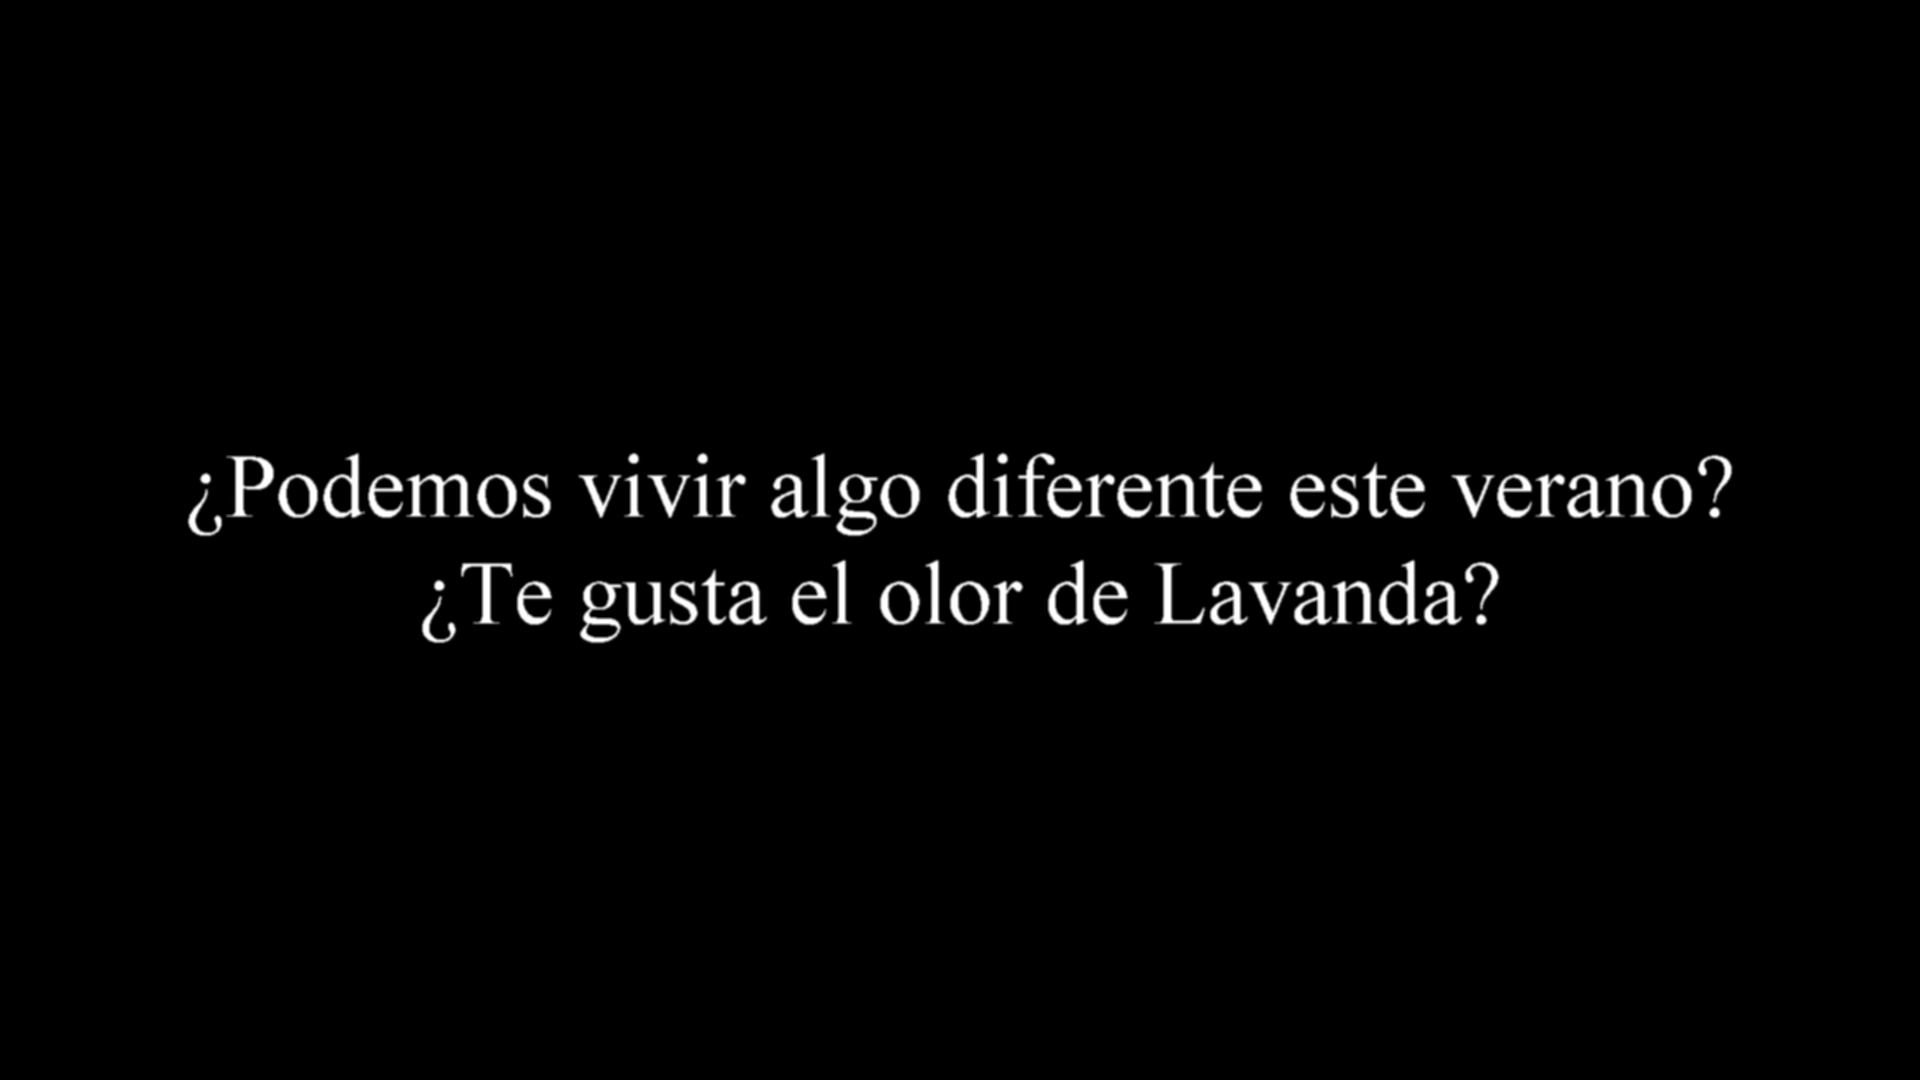 ¿Podemos vivir algo diferente este verano?
¿Te gusta el olor de Lavanda?